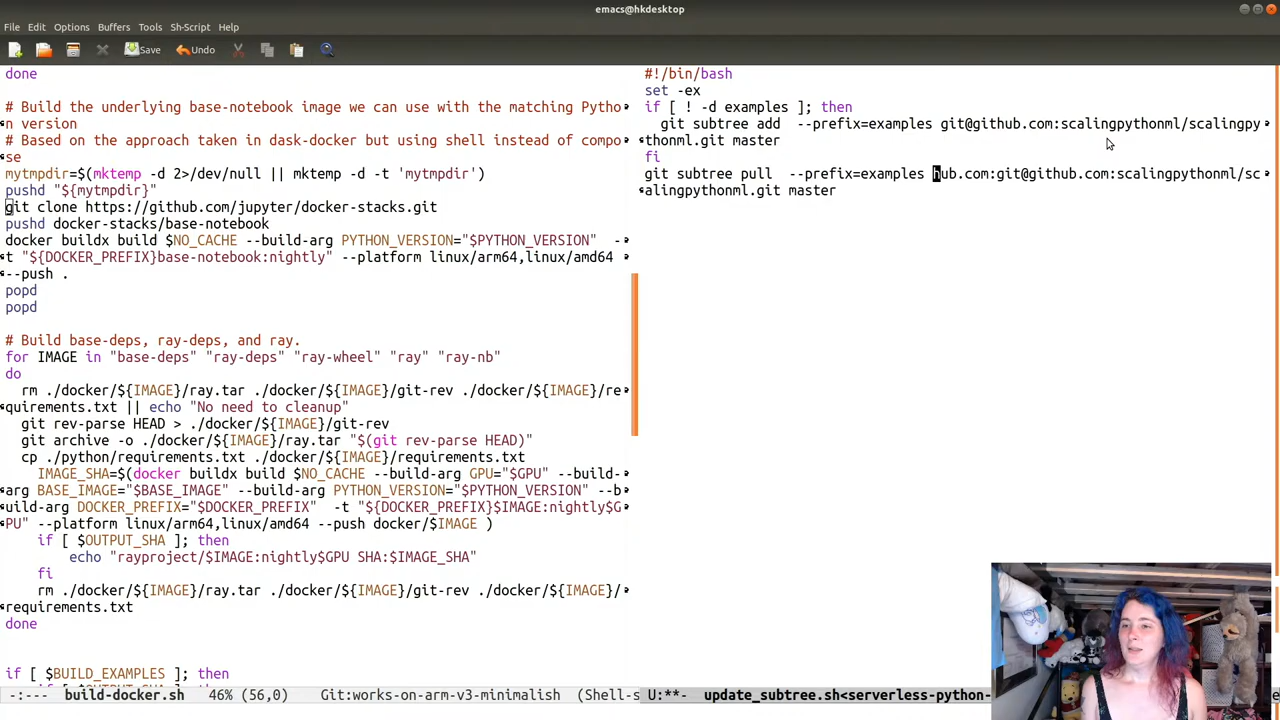 emacs@hkdesktop
File Edit Options Buffers Tools Sh-Script Help
Save Undo
done
# Build the underlying base-notebook image we can use with the matching Pytho
n version
# Based on the approach taken in dask-docker but using shell instead of compo
se
mytmpdir=$(mktemp -d 2>/dev/null || mktemp -d -t 'mytmpdir')
pushd "${mytmpdir}"
git clone https://github.com/jupyter/docker-stacks.git
pushd docker-stacks/base-notebook
docker buildx build $NO_CACHE --build-arg PYTHON_VERSION="$PYTHON_VERSION" -
t "${DOCKER_PREFIX}base-notebook:nightly" --platform linux/arm64,linux/amd64
--push .
popd
popd
# Build base-deps, ray-deps, and ray.
for IMAGE in "base-deps" "ray-deps" "ray-wheel" "ray" "ray-nb"
do
rm ./docker/${IMAGE}/ray.tar ./docker/${IMAGE}/git-rev ./docker/${IMAGE}/re
quirements.txt || echo "No need to cleanup"
git rev-parse HEAD > ./docker/${IMAGE}/git-rev
git archive -o ./docker/${IMAGE}/ray.tar "$(git rev-parse HEAD)"
cp ./python/requirements.txt ./docker/${IMAGE}/requirements.txt
IMAGE_SHA=$(docker buildx build $NO_CACHE --build-arg GPU="$GPU" --build-
arg BASE_IMAGE="$BASE_IMAGE" --build-arg PYTHON_VERSION="$PYTHON_VERSION" --b
uild-arg DOCKER_PREFIX="$DOCKER_PREFIX" -t "${DOCKER_PREFIX}$IMAGE:nightly$G
PU" --platform linux/arm64,linux/amd64 --push docker/$IMAGE )
if [ $OUTPUT_SHA ]; then
echo "rayproject/$IMAGE:nightly$GPU SHA:$IMAGE_SHA"
fi
rm ./docker/${IMAGE}/ray.tar ./docker/${IMAGE}/git-rev ./docker/${IMAGE}/
requirements.txt
done
if [ $BUILD_EXAMPLES ]; then
-:--- build-docker.sh 46% (56,0) Git:works-on-arm-v3-minimalish (Shell-s
#!/bin/bash
set -ex
if [ ! -d examples ]; then
git subtree add --prefix=examples git@github.com:scalingpythonml/scalingpy
thonml.git master
fi
git subtree pull --prefix=examples hub.com:git@github.com:scalingpythonml/sc
alingpythonml.git master
U:**- update_subtree.sh<serverless-python-